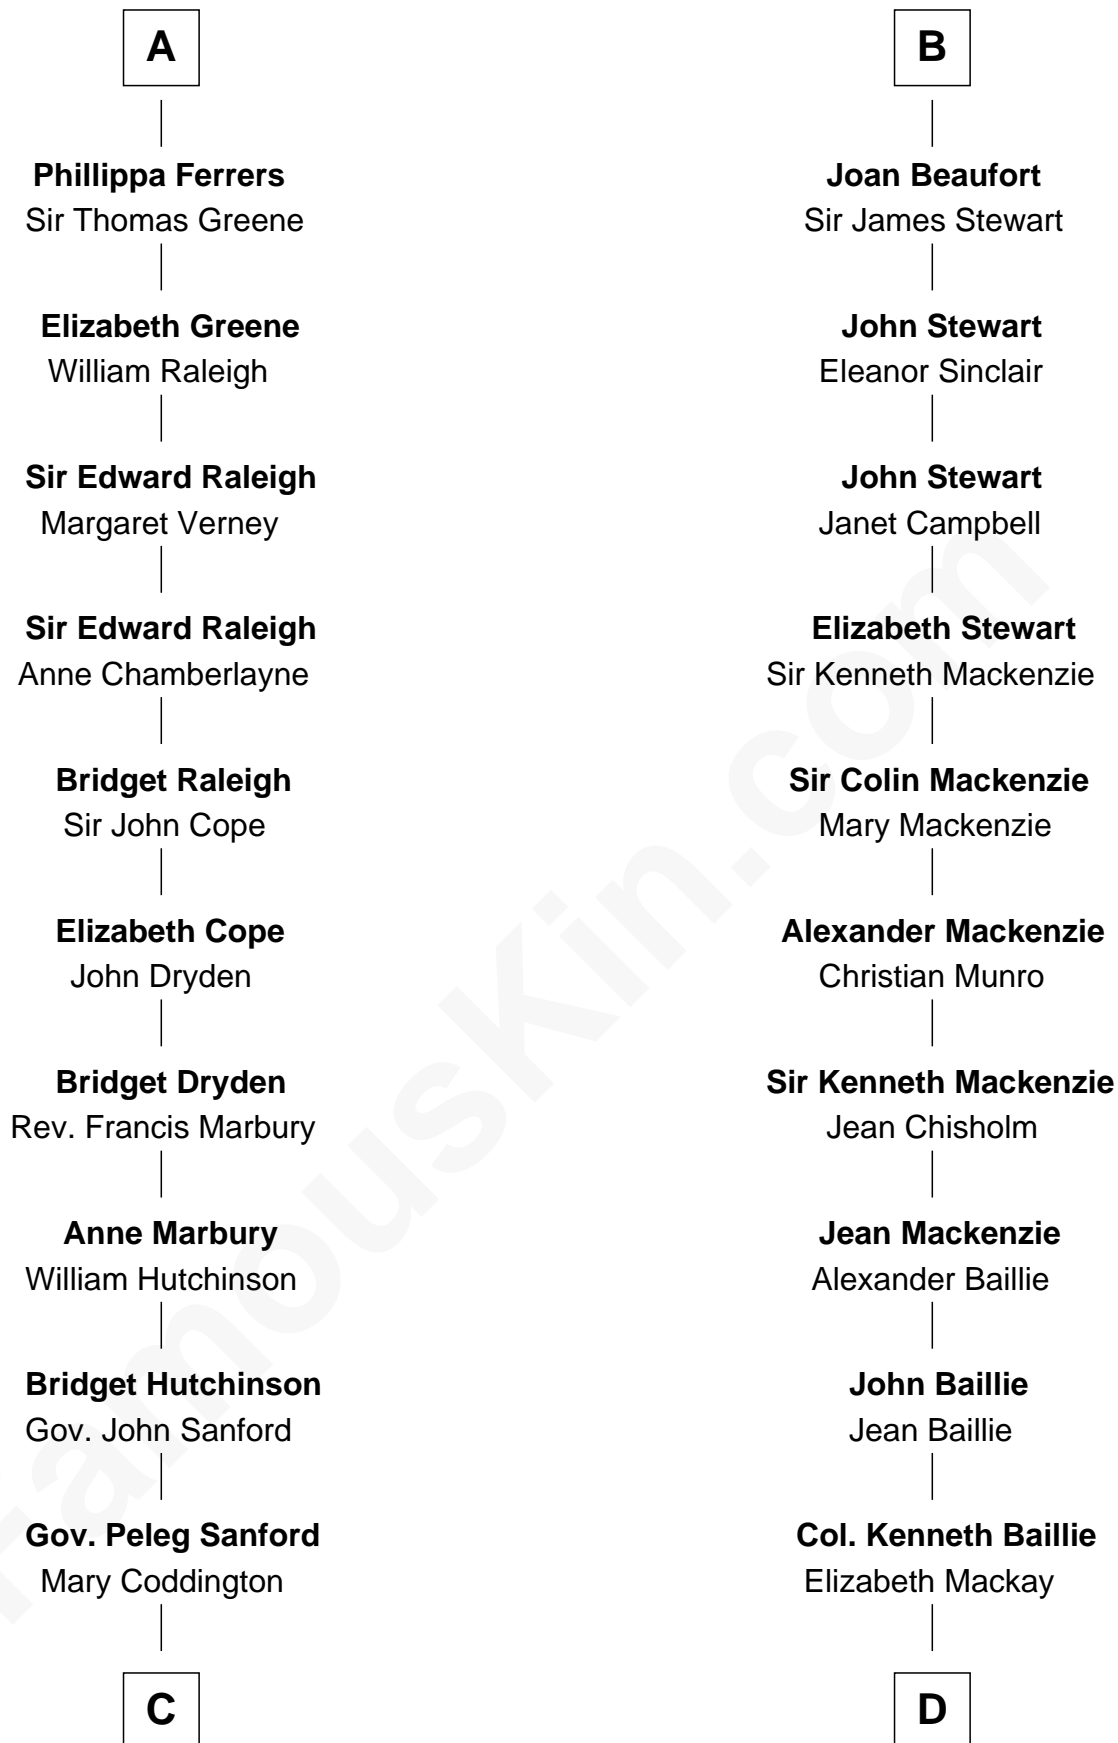 A
Phillippa Ferrers
Sir Thomas Greene
Elizabeth Greene
William Raleigh
Sir Edward Raleigh
Margaret Verney
Sir Edward Raleigh
Anne Chamberlayne
Bridget Raleigh
Sir John Cope
Elizabeth Cope
John Dryden
Bridget Dryden
Rev. Francis Marbury
Anne Marbury
William Hutchinson
Bridget Hutchinson
Gov. John Sanford
Gov. Peleg Sanford
Mary Coddington
C
B
Joan Beaufort
Sir James Stewart
John Stewart
Eleanor Sinclair
John Stewart
Janet Campbell
Elizabeth Stewart
Sir Kenneth Mackenzie
Sir Colin Mackenzie
Mary Mackenzie
Alexander Mackenzie
Christian Munro
Sir Kenneth Mackenzie
Jean Chisholm
Jean Mackenzie
Alexander Baillie
John Baillie
Jean Baillie
Col. Kenneth Baillie
Elizabeth Mackay
D
FamousKin.com